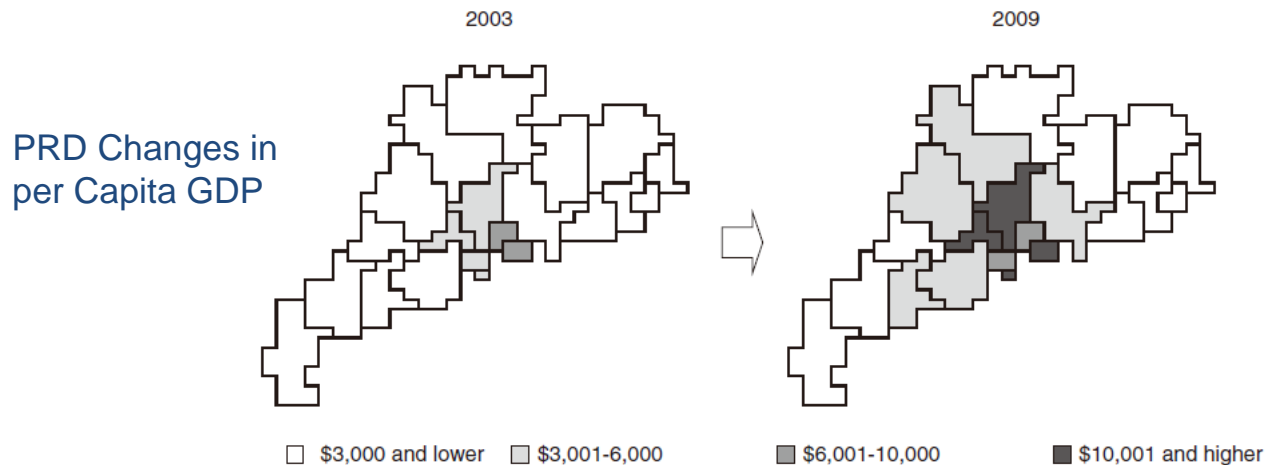 2003
2009
PRD Changes in
per Capita GDP
$3,000 and lower
$3,001-6,000
$6,001-10,000
$10,001 and higher